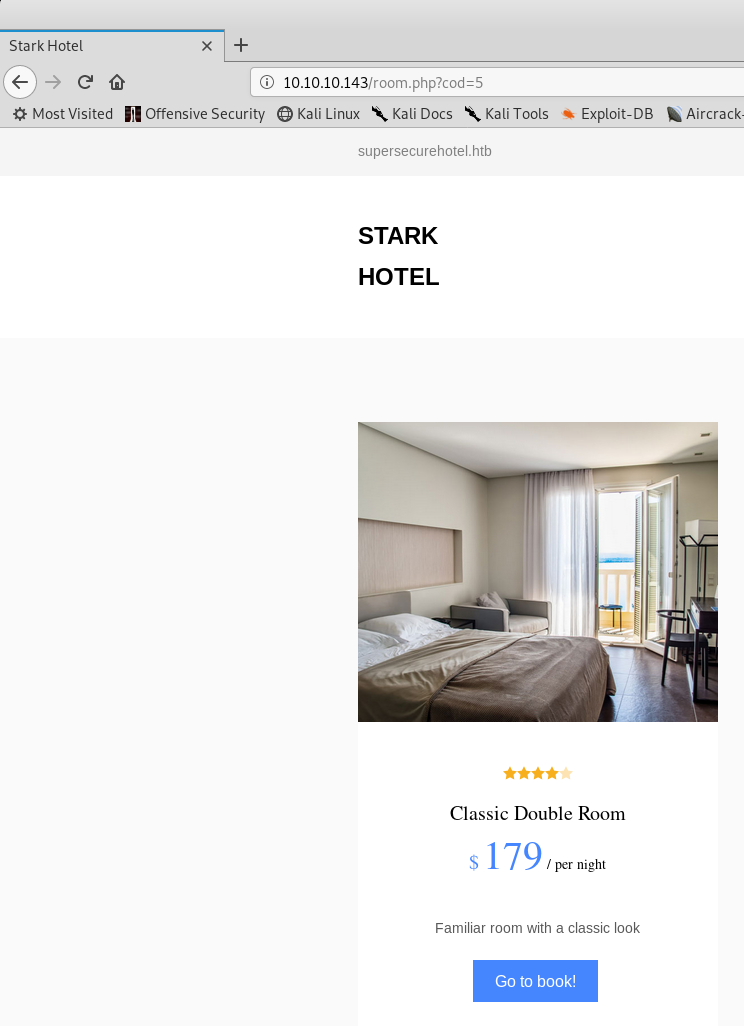 Stark Hotel
10.10.10.143/room.php?cod=5
Most Visited Offensive Security Kali Linux Kali Docs Kali Tools Exploit-DB Aircrack-
supersecurehotel.htb
STARK
HOTEL
Classic Double Room
$ 179 / per night
Familiar room with a classic look
Go to book!